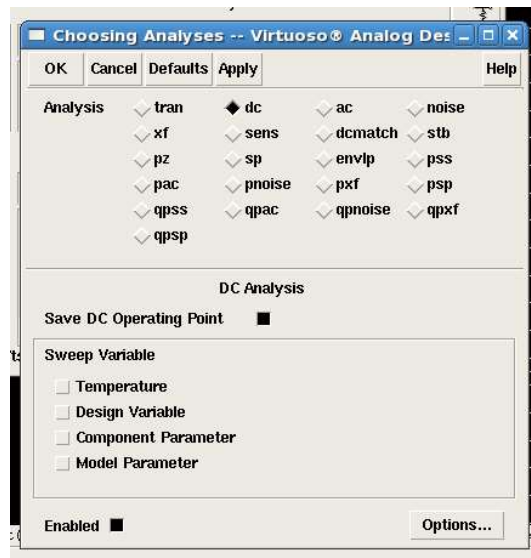 Choosing Analyses -- Virtuoso® Analog Des
OK Cancel Defaults Apply Help
Analysis tran dc ac noise
xf sens dcmatch stb
pz sp envlp pss
pac pnoise pxf psp
qpss qpac qpnoise qpxf
qpsp
DC Analysis
Save DC Operating Point
Sweep Variable
Temperature
Design Variable
Component Parameter
Model Parameter
Enabled Options...